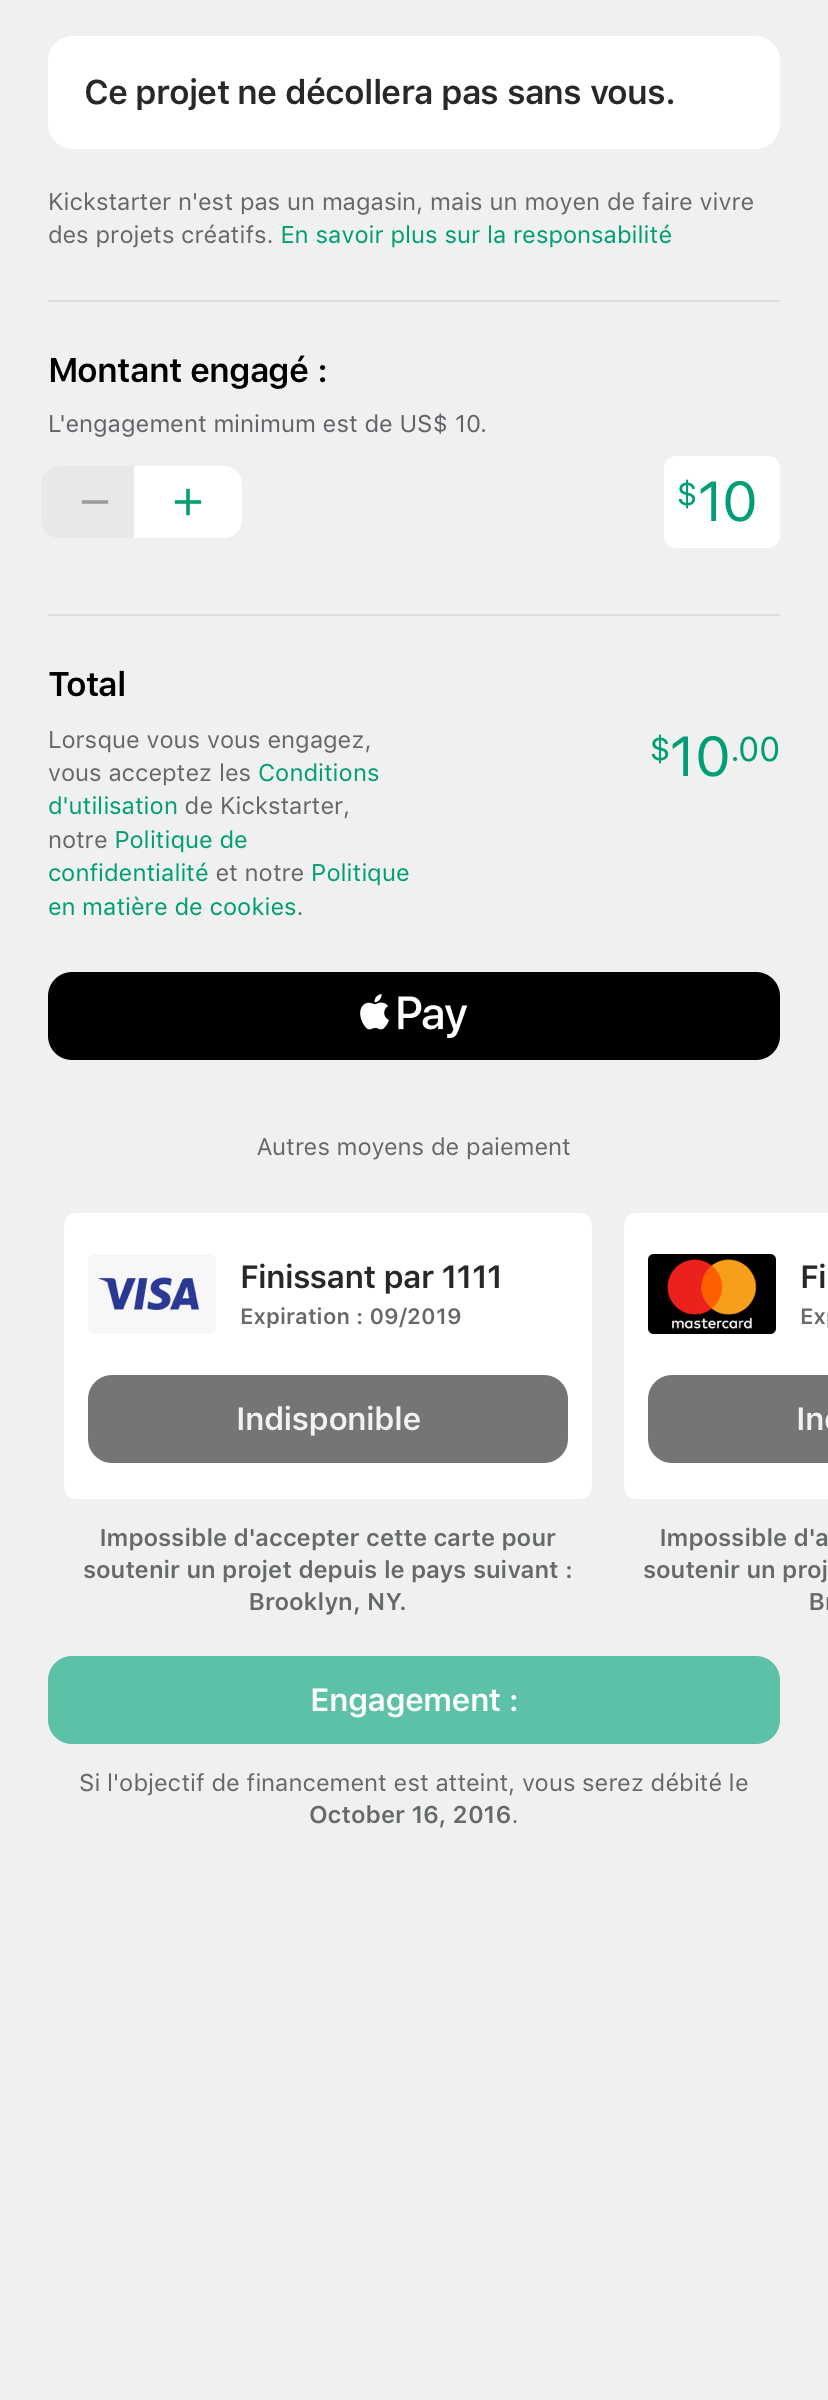 Ce projet ne décollera pas sans vous.
Kickstarter n'est pas un magasin, mais un moyen de faire vivre
des projets créatifs. En savoir plus sur la responsabilité
Montant engagé :
L'engagement minimum est de US$ 10.
− +
$10
Total
Lorsque vous vous engagez,
vous acceptez les Conditions
d'utilisation de Kickstarter,
notre Politique de
confidentialité et notre Politique
en matière de cookies.
$10.00
Pay
Autres moyens de paiement
VISA
Finissant par 1111
Expiration : 09/2019
Indisponible
Impossible d'accepter cette carte pour
soutenir un projet depuis le pays suivant :
Brooklyn, NY.
mastercard
Fi
Ex
In
Impossible d'a
soutenir un proj
B
Engagement :
Si l'objectif de financement est atteint, vous serez débité le
October 16, 2016.